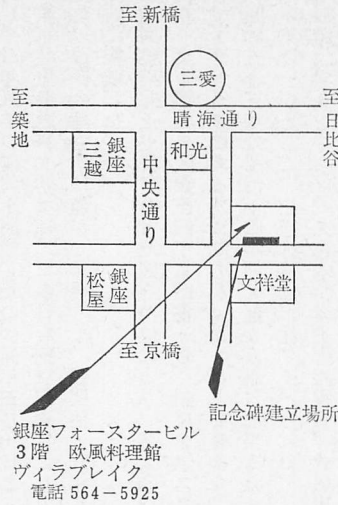 至新橋
三愛
至築地
晴海通り
至日比谷
銀座三越
中央通り
和光
銀座松屋
文祥堂
至京橋
記念碑建立場所
銀座フォースタービル
3階 欧風料理館
ヴィラブレイク
電話 564-5925